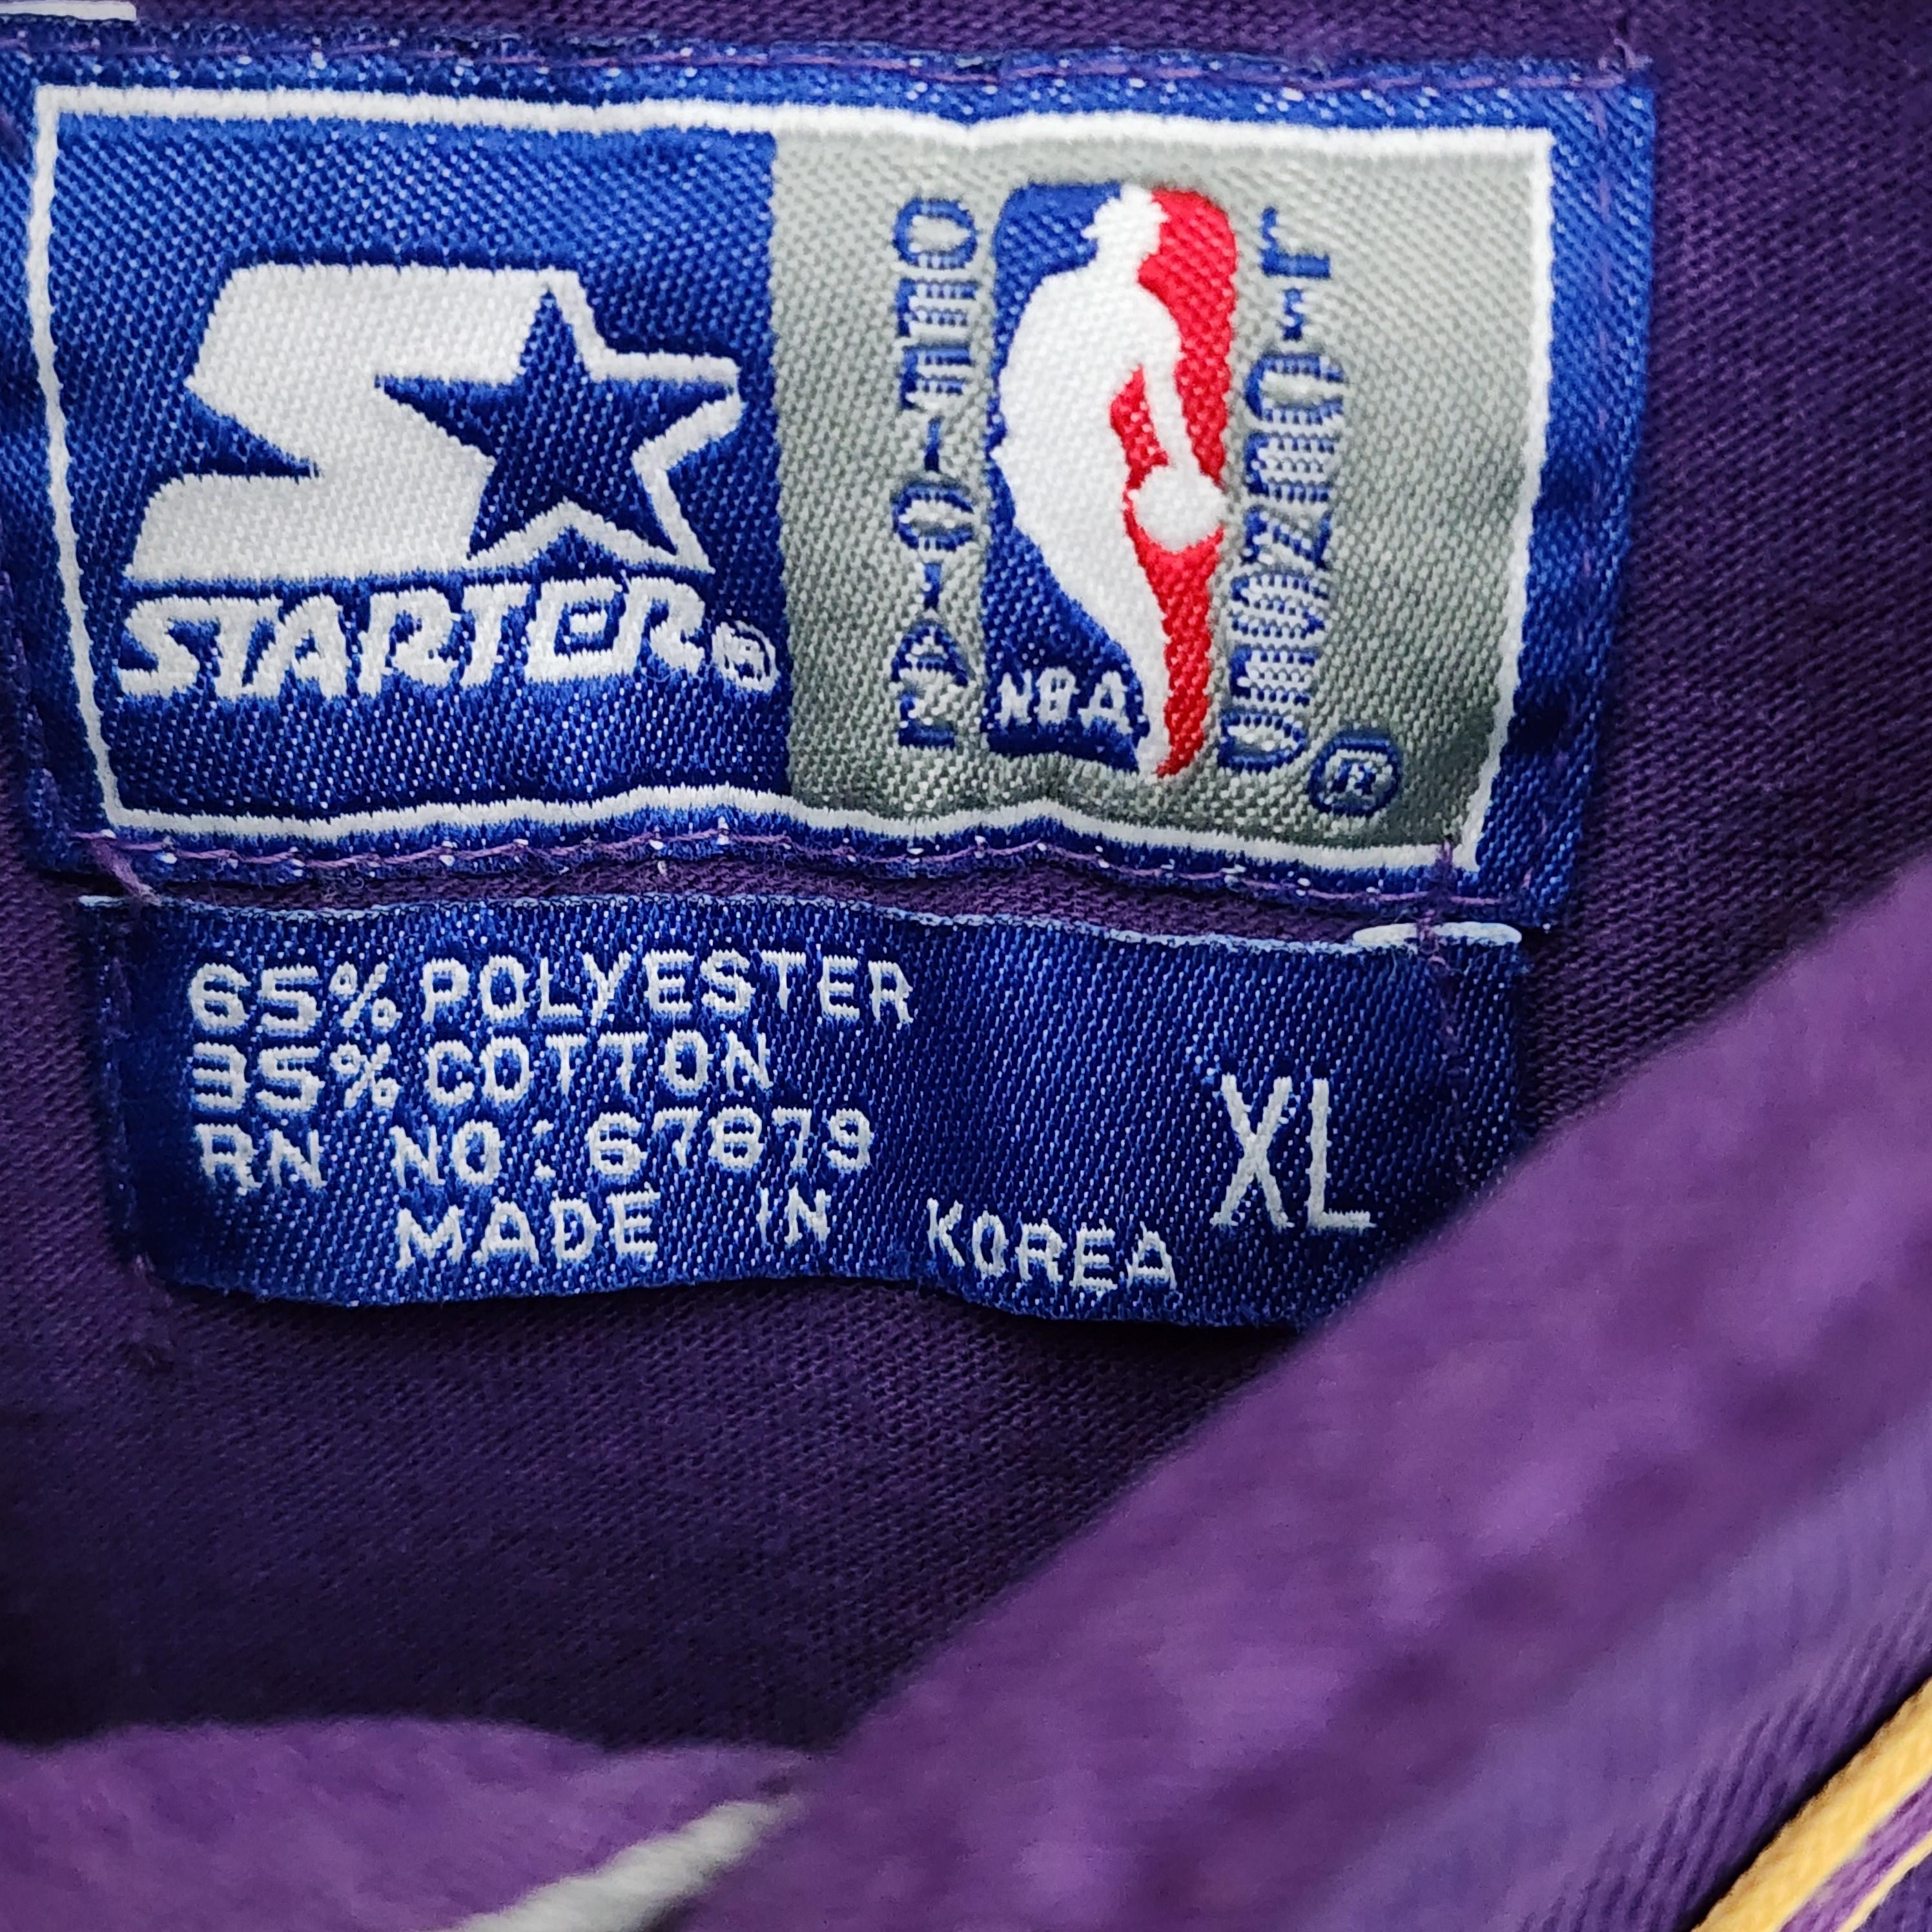 STARTER®
OFFICIAL
NBA
LICENSED
®
65% POLYESTER
35% COTTON
RN NO: 67879
MADE IN KOREA
XL